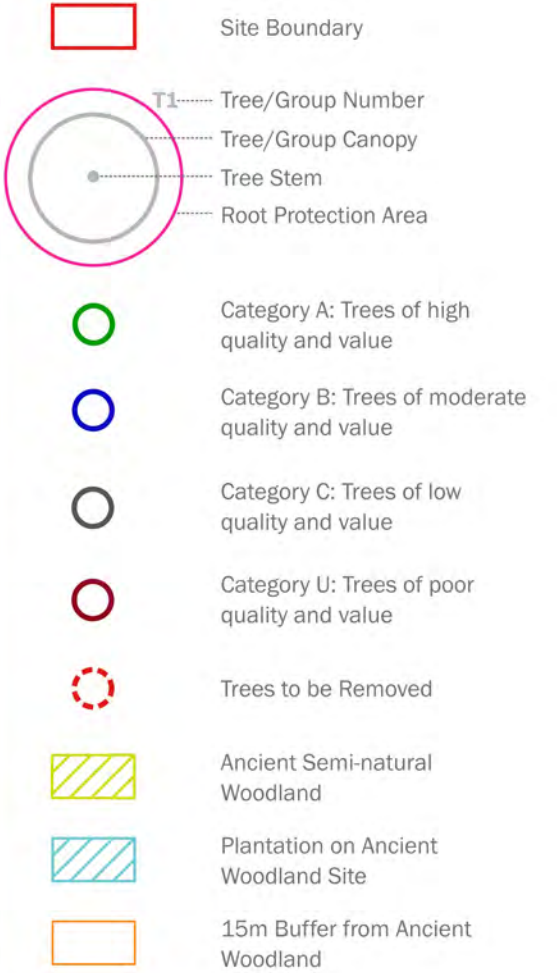 Site Boundary
T1
Tree/Group Number
Tree/Group Canopy
Tree Stem
Root Protection Area
Category A: Trees of high
quality and value
Category B: Trees of moderate
quality and value
Category C: Trees of low
quality and value
Category U: Trees of poor
quality and value
Trees to be Removed
Ancient Semi-natural
Woodland
Plantation on Ancient
Woodland Site
15m Buffer from Ancient
Woodland